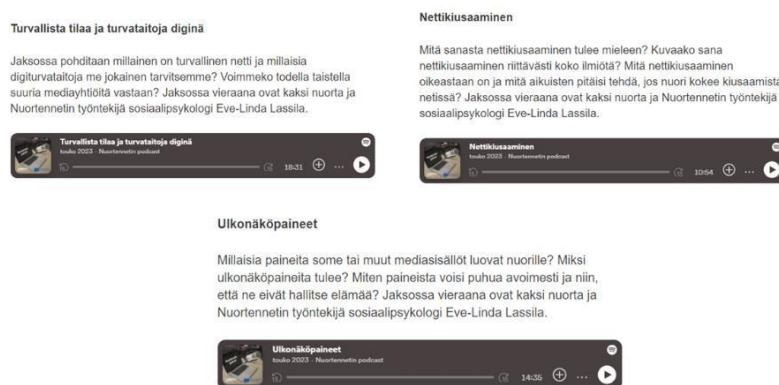 Turvallista tilaa ja turvataitoja diginä
Jaksossa pohditaan millainen on turvallinen netti ja millaisia
digiturvataitoja me jokainen tarvitsemme? Voimmeko todella taistella
suuria mediayhtiöitä vastaan? Jaksossa vieraana ovat kaksi nuorta ja
Nuortennetin työntekijä sosiaalipsykologi Eve-Linda Lassila.
Turvallista tilaa ja turvataitoja diginä
touko 2023 · Nuortennetin podcast
18:31
Nettikiusaaminen
Mitä sanasta nettikiusaaminen tulee mieleen? Kuvaako sana
nettikiusaaminen riittävästi koko ilmiötä? Mitä nettikiusaaminen
oikeastaan on ja mitä aikuisten pitäisi tehdä, jos nuori kokee kiusaamista
netissä? Jaksossa vieraana ovat kaksi nuorta ja Nuortennetin työntekijä
sosiaalipsykologi Eve-Linda Lassila.
Nettikiusaaminen
touko 2023 · Nuortennetin podcast
10:54
Ulkonäköpaineet
Millaisia paineita some tai muut mediasisällöt luovat nuorille? Miksi
ulkonäköpaineita tulee? Miten paineista voisi puhua avoimesti ja niin,
että ne eivät hallitse elämää? Jaksossa vieraana ovat kaksi nuorta ja
Nuortennetin työntekijä sosiaalipsykologi Eve-Linda Lassila.
Ulkonäköpaineet
touko 2023 · Nuortennetin podcast
14:35